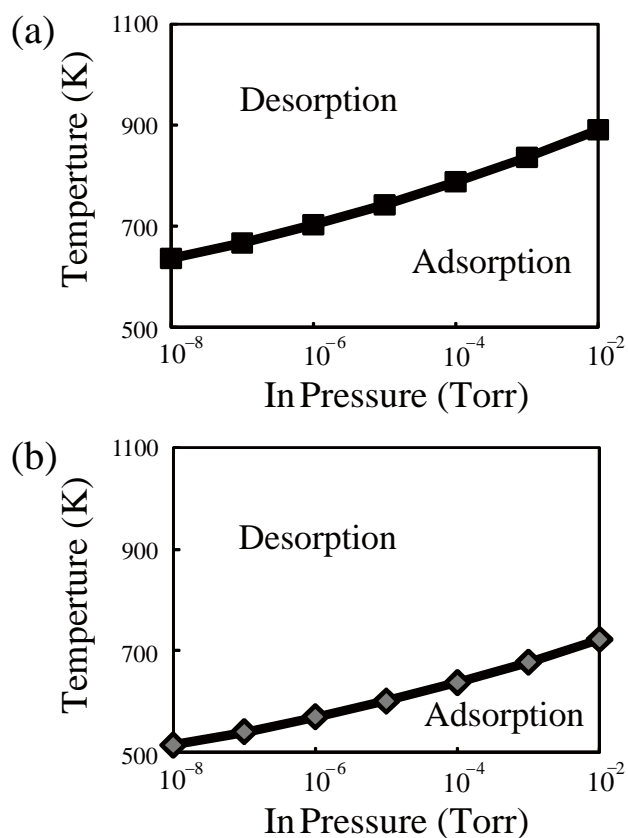 (a)
1100
900
700
500
Temperture (K)
Desorption
Adsorption
10⁻⁸ 10⁻⁶ 10⁻⁴ 10⁻²
In Pressure (Torr)
(b)
1100
900
700
500
Temperture (K)
Desorption
Adsorption
10⁻⁸ 10⁻⁶ 10⁻⁴ 10⁻²
In Pressure (Torr)